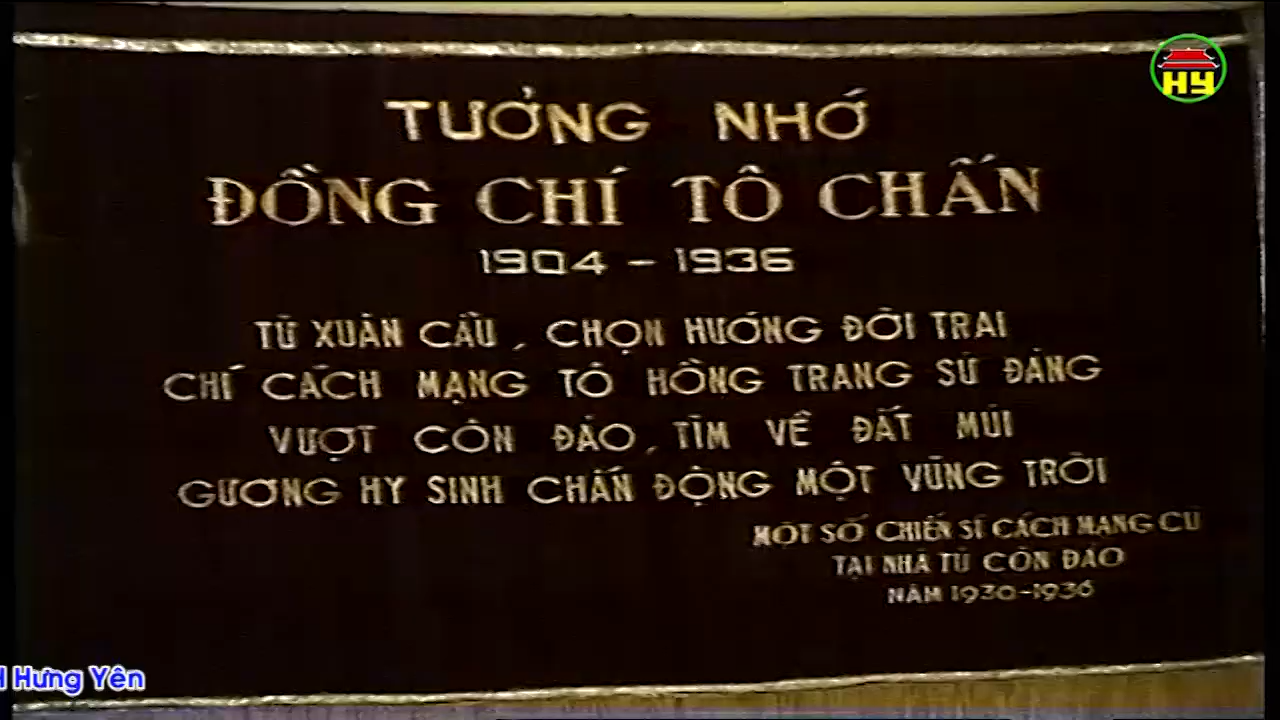 HY
TƯỞNG NHỚ
ĐỒNG CHÍ TÔ CHẤN
1904 - 1936
TỪ XUÂN CẦU, CHỌN HƯỚNG ĐỜI TRAI
CHÍ CÁCH MẠNG TÔ HỒNG TRANG SỬ ĐẢNG
VƯỢT CÔN ĐẢO, TÌM VỀ ĐẤT MŨI
GƯƠNG HY SINH CHẤN ĐỘNG MỘT VÙNG TRỜI
MỘT SỐ CHIẾN SĨ CÁCH MẠNG CŨ
TẠI NHÀ TÙ CÔN ĐẢO
NĂM 1930-1936
H Hưng Yên